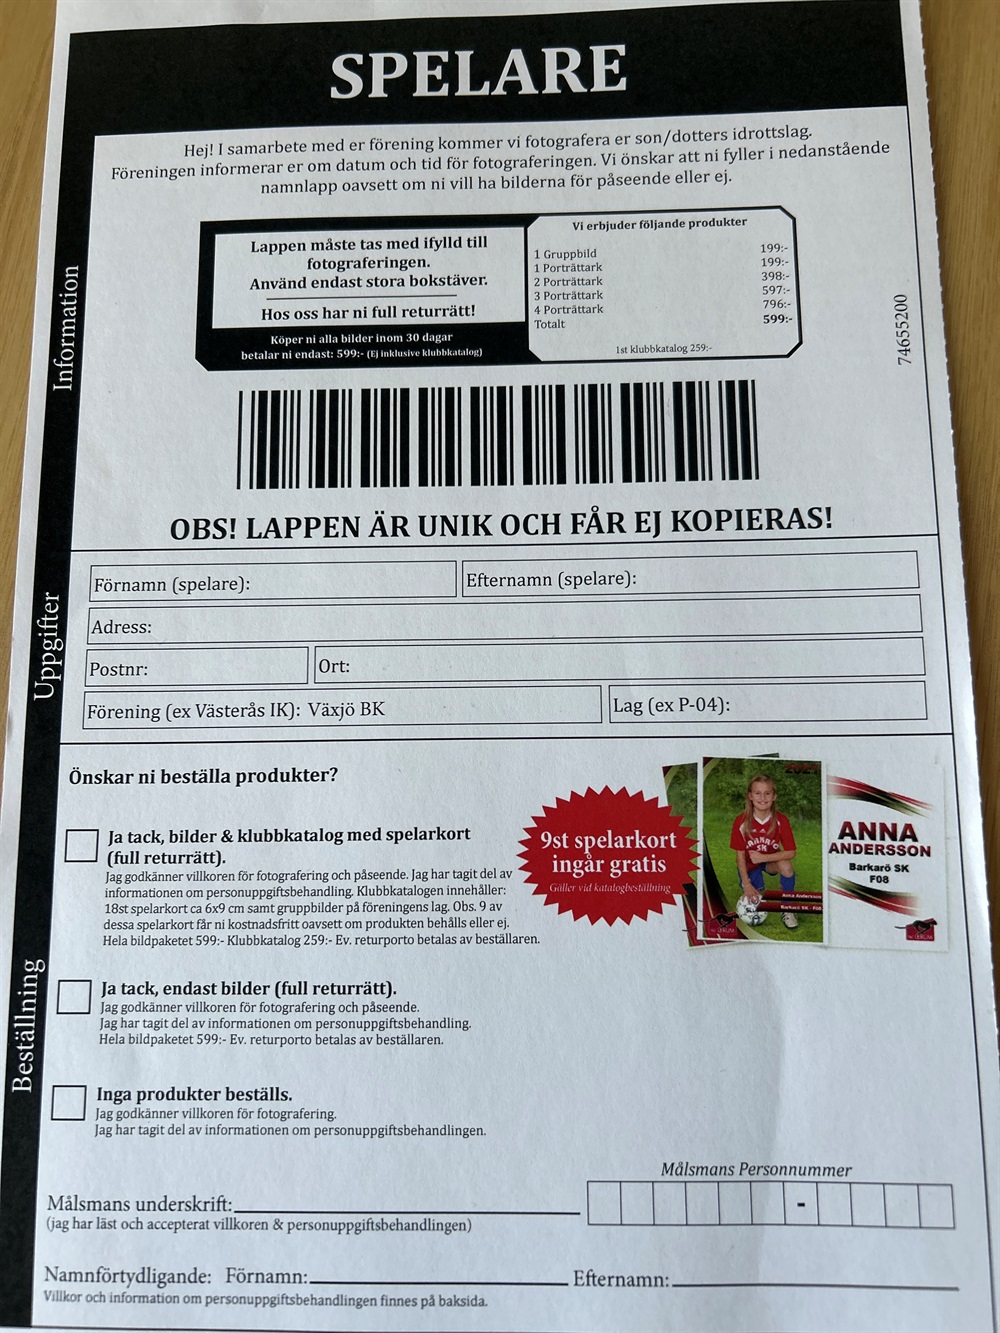 SPELARE
Hej! I samarbete med er förening kommer vi fotografera er son/dotters idrottslag.
Föreningen informerar er om datum och tid för fotograferingen. Vi önskar att ni fyller i nedanstående
namnlapp oavsett om ni vill ha bilderna för påseende eller ej.
Information
Lappen måste tas med ifylld till
fotograferingen.
Använd endast stora bokstäver.
Hos oss har ni full returrätt!
Köper ni alla bilder inom 30 dagar
betalar ni endast: 599:- (Ej inklusive klubbkatalog)
Vi erbjuder följande produkter
1 Gruppbild 199:-
1 Porträttark 199:-
2 Porträttark 398:-
3 Porträttark 597:-
4 Porträttark 796:-
Totalt 599:-
1st klubbkatalog 259:-
74655200
OBS! LAPPEN ÄR UNIK OCH FÅR EJ KOPIERAS!
Uppgifter
Förnamn (spelare): Efternamn (spelare):
Adress:
Postnr: Ort:
Förening (ex Västerås IK): Växjö BK Lag (ex P-04):
Beställning
Önskar ni beställa produkter?
Ja tack, bilder & klubbkatalog med spelarkort
(full returrätt).
Jag godkänner villkoren för fotografering och påseende. Jag har tagit del av
informationen om personuppgiftsbehandling. Klubbkatalogen innehåller:
18st spelarkort ca 6x9 cm samt gruppbilder på föreningens lag. Obs. 9 av
dessa spelarkort får ni kostnadsfritt oavsett om produkten behålls eller ej.
Hela bildpaketet 599:- Klubbkatalog 259:- Ev. returporto betalas av beställaren.
9st spelarkort
ingår gratis
Gäller vid katalogbeställning
Anna Andersson
Barkarö SK - F08
ANNA
ANDERSSON
Barkarö SK
F08
Ja tack, endast bilder (full returrätt).
Jag godkänner villkoren för fotografering och påseende.
Jag har tagit del av informationen om personuppgiftsbehandling.
Hela bildpaketet 599:- Ev. returporto betalas av beställaren.
Inga produkter beställs.
Jag godkänner villkoren för fotografering.
Jag har tagit del av informationen om personuppgiftsbehandlingen.
Målsmans Personnummer
-
Målsmans underskrift:
(jag har läst och accepterat villkoren & personuppgiftsbehandlingen)
Namnförtydligande: Förnamn: Efternamn:
Villkor och information om personuppgiftsbehandlingen finnes på baksida.